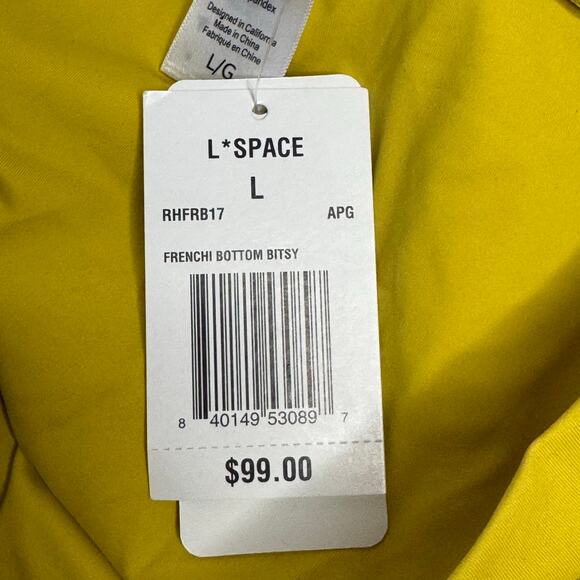 Designed in California
Made in China
Fabriqué en Chine
L/G
L*SPACE
L
RHFRB17 APG
FRENCHI BOTTOM BITSY
8 40149 53089 7
$99.00